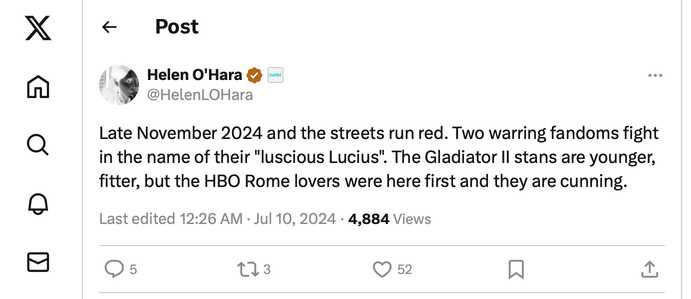 Post
Helen O'Hara
@HelenLOHara
Late November 2024 and the streets run red. Two warring fandoms fight
in the name of their "luscious Lucius". The Gladiator II stans are younger,
fitter, but the HBO Rome lovers were here first and they are cunning.
Last edited 12:26 AM · Jul 10, 2024 · 4,884 Views
5 3 52